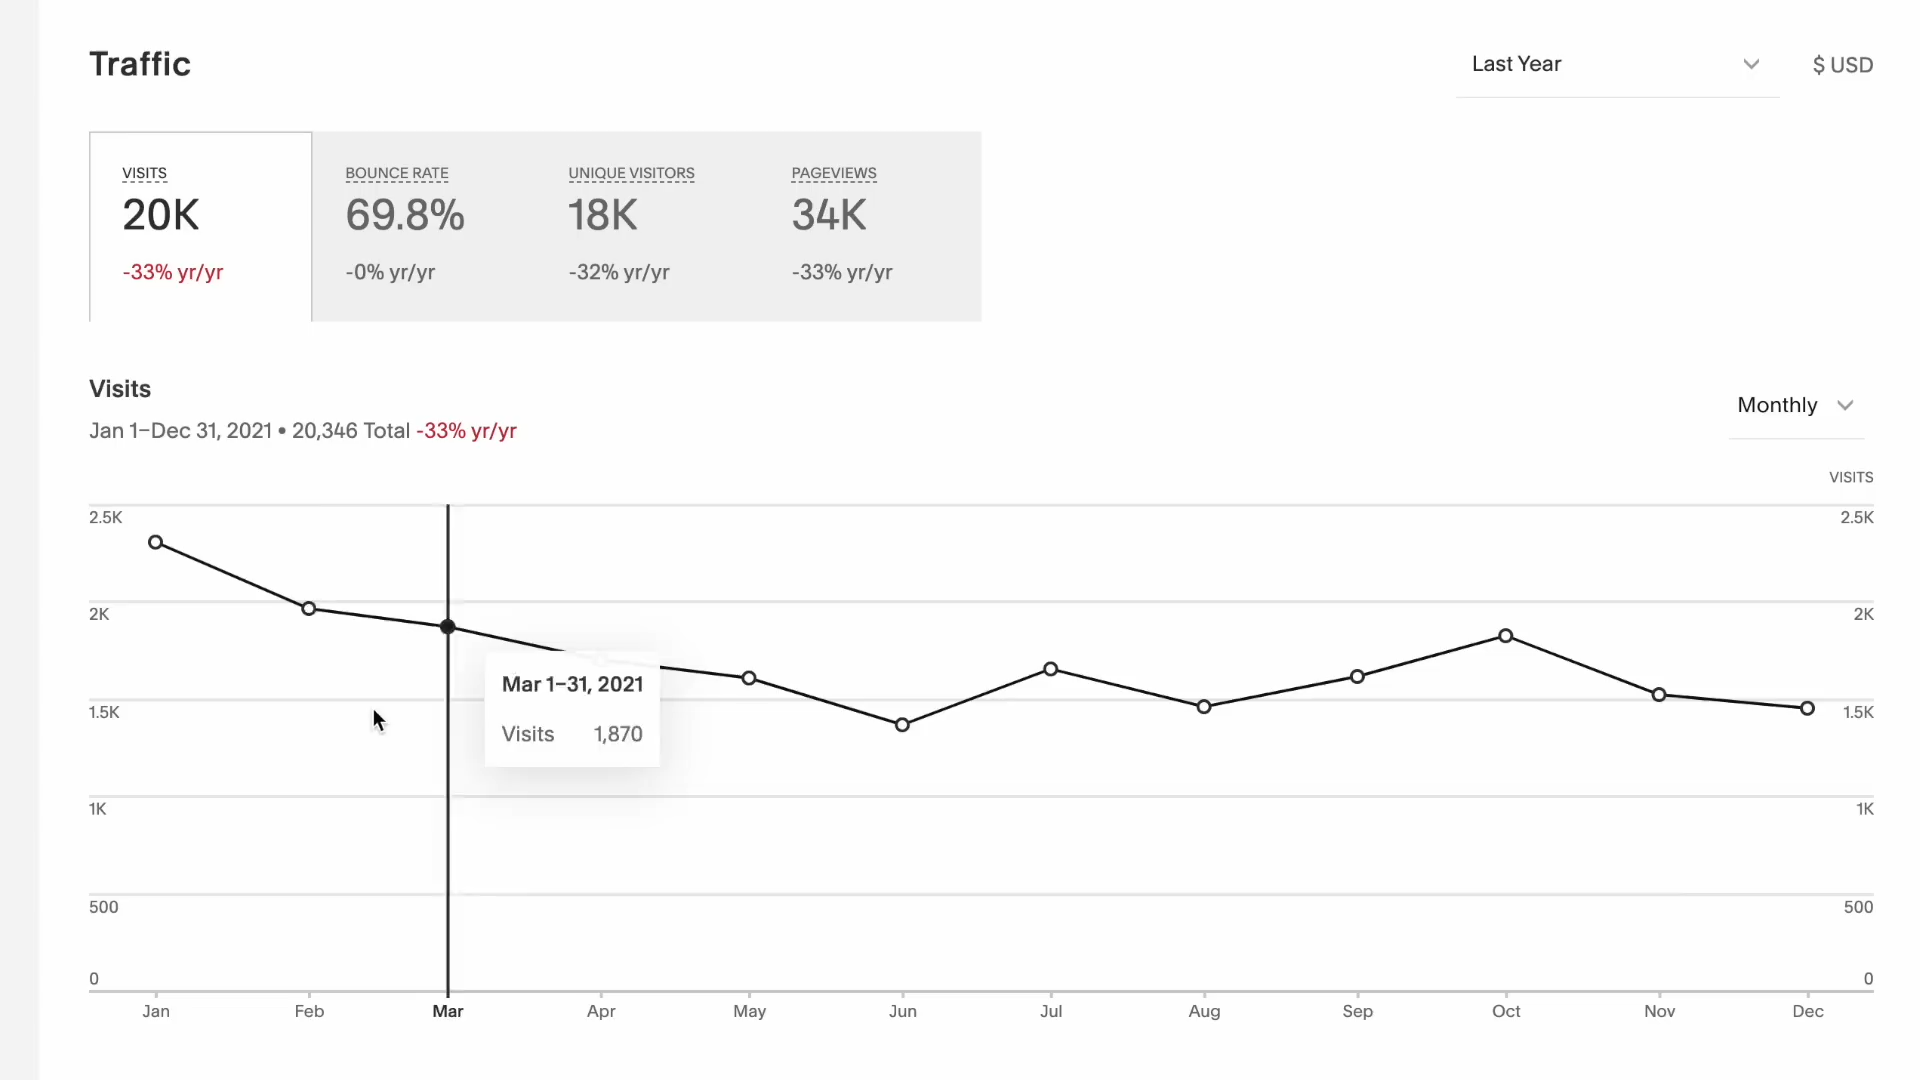 Traffic
Last Year
$ USD
VISITS
20K
-33% yr/yr
BOUNCE RATE
69.8%
-0% yr/yr
UNIQUE VISITORS
18K
-32% yr/yr
PAGEVIEWS
34K
-33% yr/yr
Visits
Jan 1–Dec 31, 2021 • 20,346 Total -33% yr/yr
Monthly
VISITS
2.5K 2.5K
2K 2K
Mar 1–31, 2021
1.5K 1.5K
Visits 1,870
1K 1K
500 500
0 0
Jan Feb Mar Apr May Jun Jul Aug Sep Oct Nov Dec